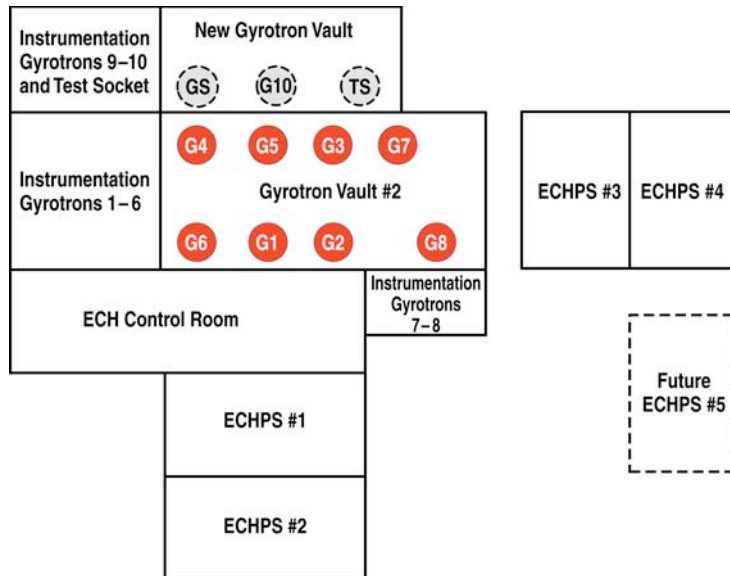 Instrumentation
Gyrotrons 9–10
and Test Socket
New Gyrotron Vault
GS
G10
TS
G4
G5
G3
G7
Instrumentation
Gyrotrons 1–6
Gyrotron Vault #2
ECHPS #3
ECHPS #4
G6
G1
G2
G8
ECH Control Room
Instrumentation
Gyrotrons
7–8
Future
ECHPS #5
ECHPS #1
ECHPS #2